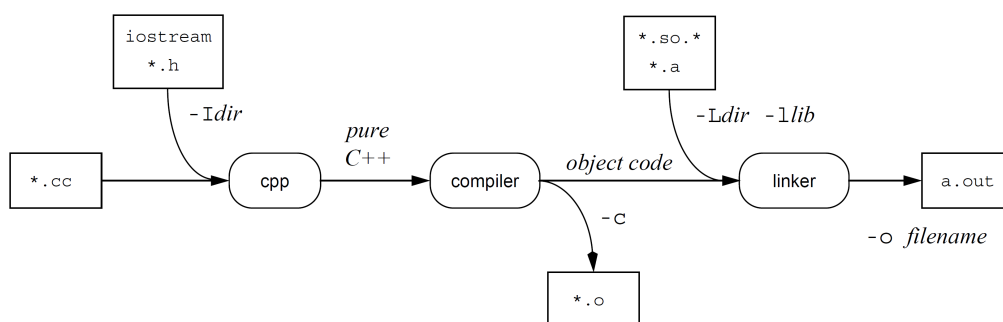 iostream
*.h
*.so.*
*.a
-Idir
-Ldir -llib
pure
C++
object code
*.cc
cpp
compiler
linker
a.out
-c
-o filename
*.o